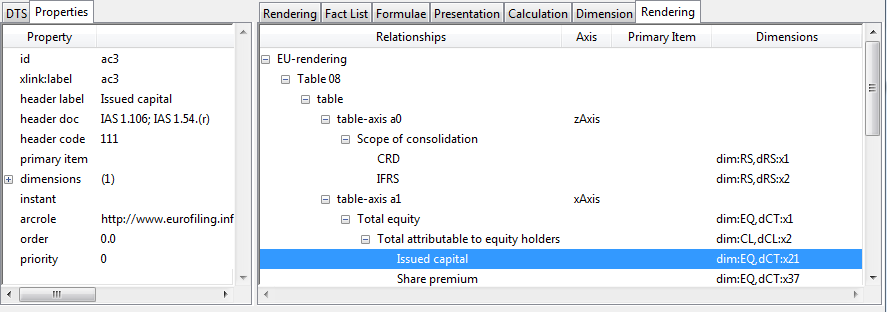 DTS Properties
Property
id ac3
xlink:label ac3
header label Issued capital
header doc IAS 1.106; IAS 1.54.(r)
header code 111
primary item
dimensions (1)
instant
arcrole http://www.eurofiling.inf
order 0.0
priority 0
Rendering Fact List Formulae Presentation Calculation Dimension Rendering
Relationships Axis Primary Item Dimensions
EU-rendering
Table 08
table
table-axis a0 zAxis
Scope of consolidation
CRD dim:RS,dRS:x1
IFRS dim:RS,dRS:x2
table-axis a1 xAxis
Total equity dim:EQ,dCT:x1
Total attributable to equity holders dim:CL,dCL:x2
Issued capital dim:EQ,dCT:x21
Share premium dim:EQ,dCT:x37